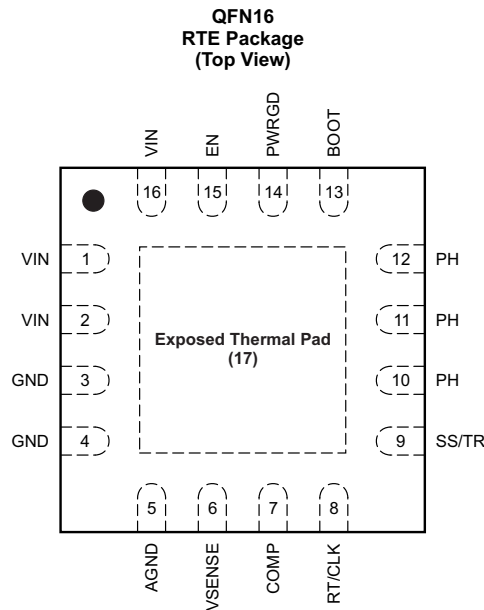 QFN16
RTE Package
(Top View)
VIN
EN
PWRGD
BOOT
16
15
14
13
VIN
1
12
PH
VIN
2
11
PH
Exposed Thermal Pad
(17)
GND
3
10
PH
GND
4
9
SS/TR
5
6
7
8
AGND
VSENSE
COMP
RT/CLK